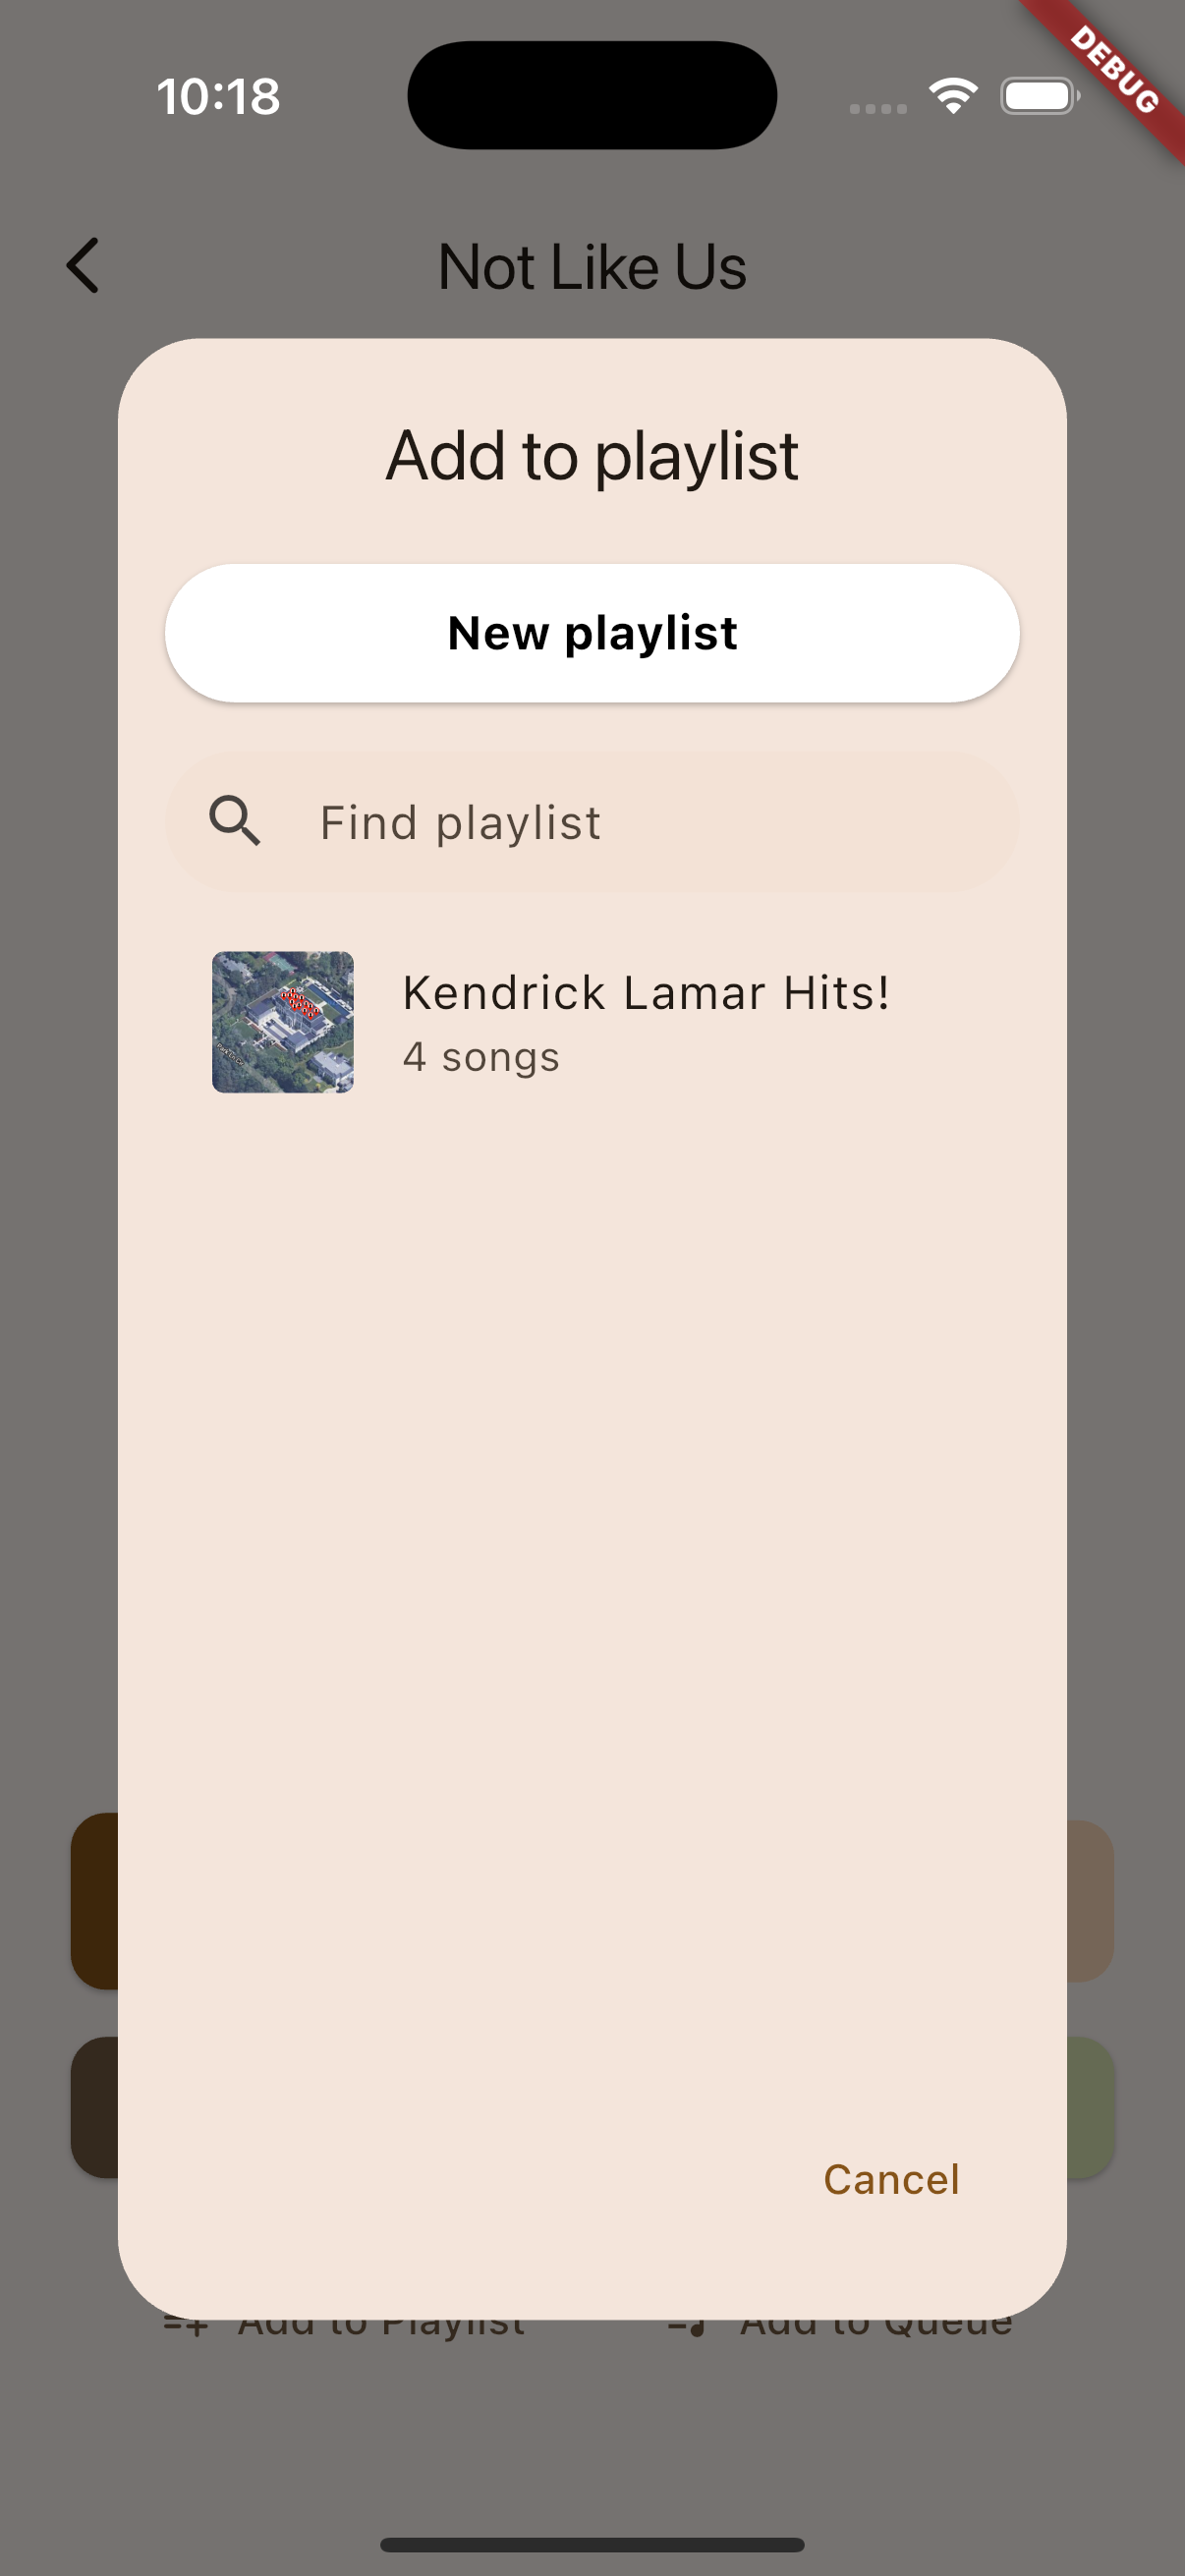 10:18
DEBUG
Not Like Us
Add to playlist
New playlist
Find playlist
Kendrick Lamar Hits!
4 songs
Cancel
Add to Playlist
Add to Queue